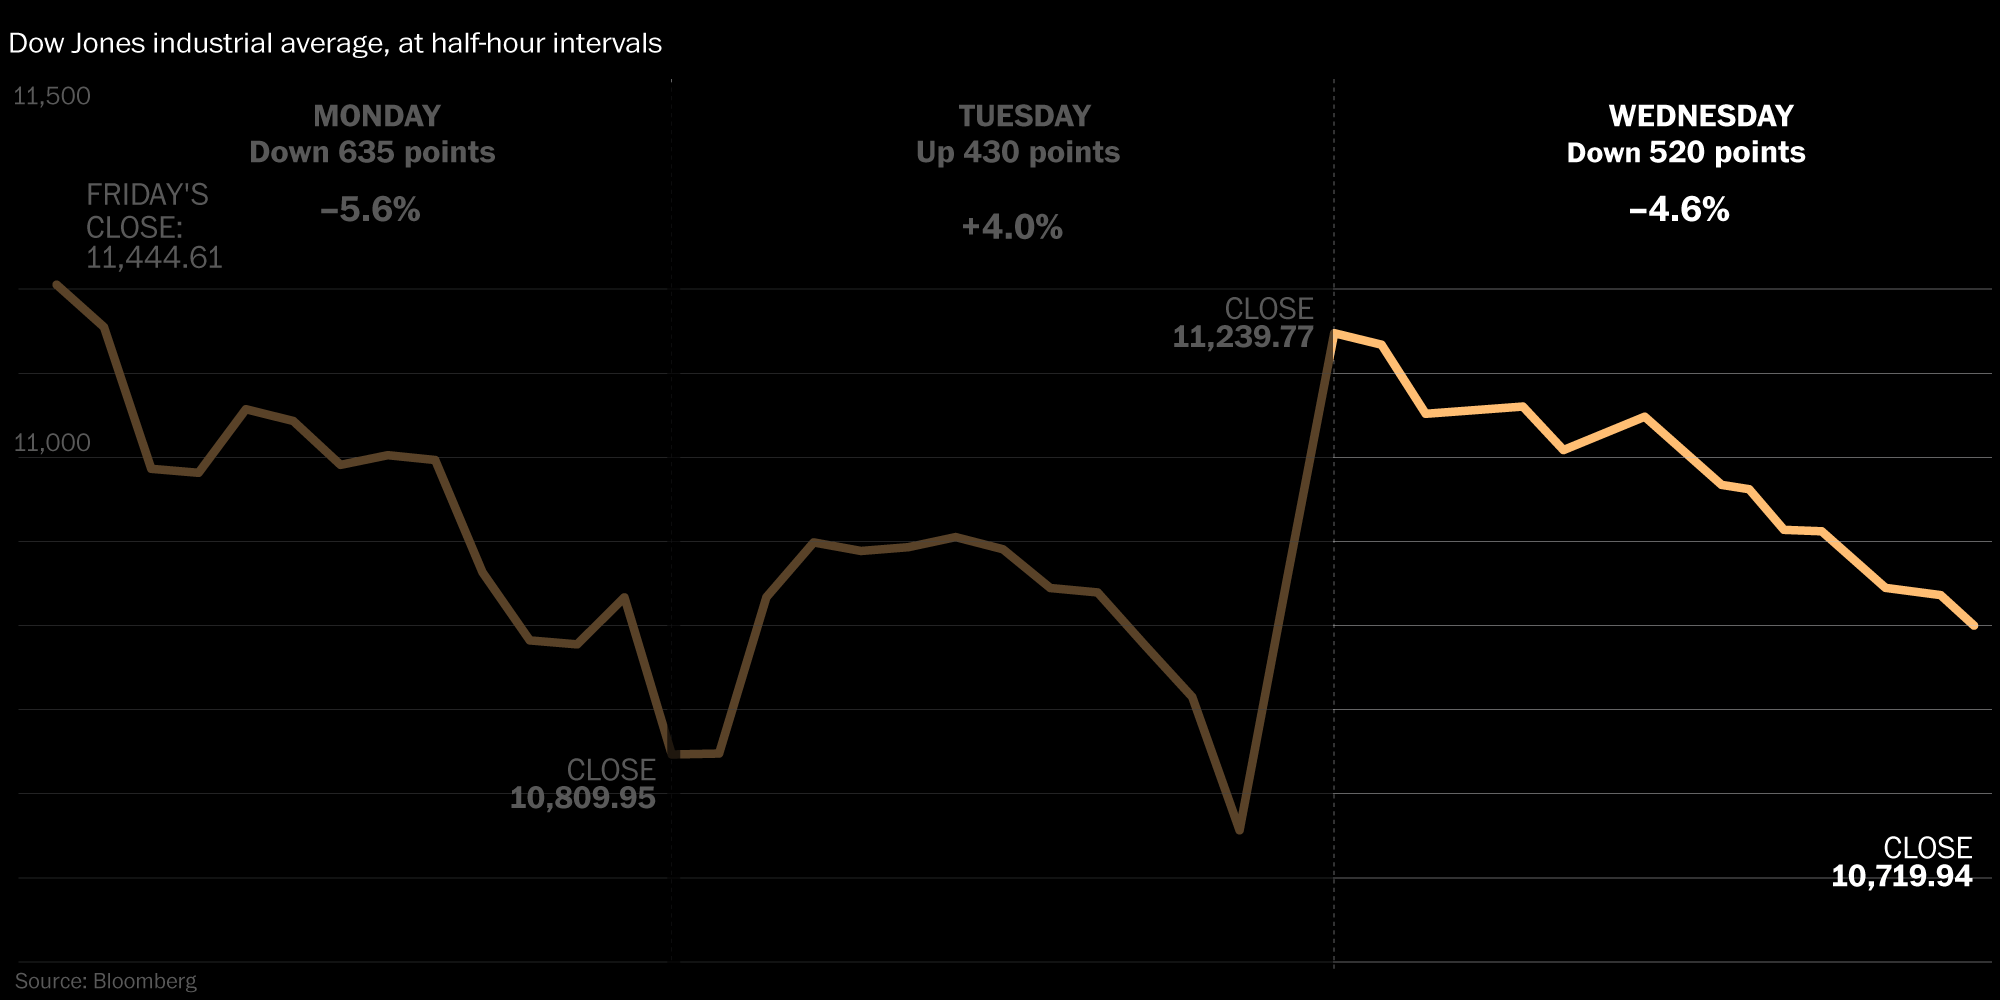 Dow Jones industrial average, at half-hour intervals
11,500
MONDAY
Down 635 points
–5.6%
TUESDAY
Up 430 points
+4.0%
WEDNESDAY
Down 520 points
–4.6%
FRIDAY'S
CLOSE:
11,444.61
CLOSE
11,239.77
11,000
CLOSE
10,809.95
CLOSE
10,719.94
Source: Bloomberg